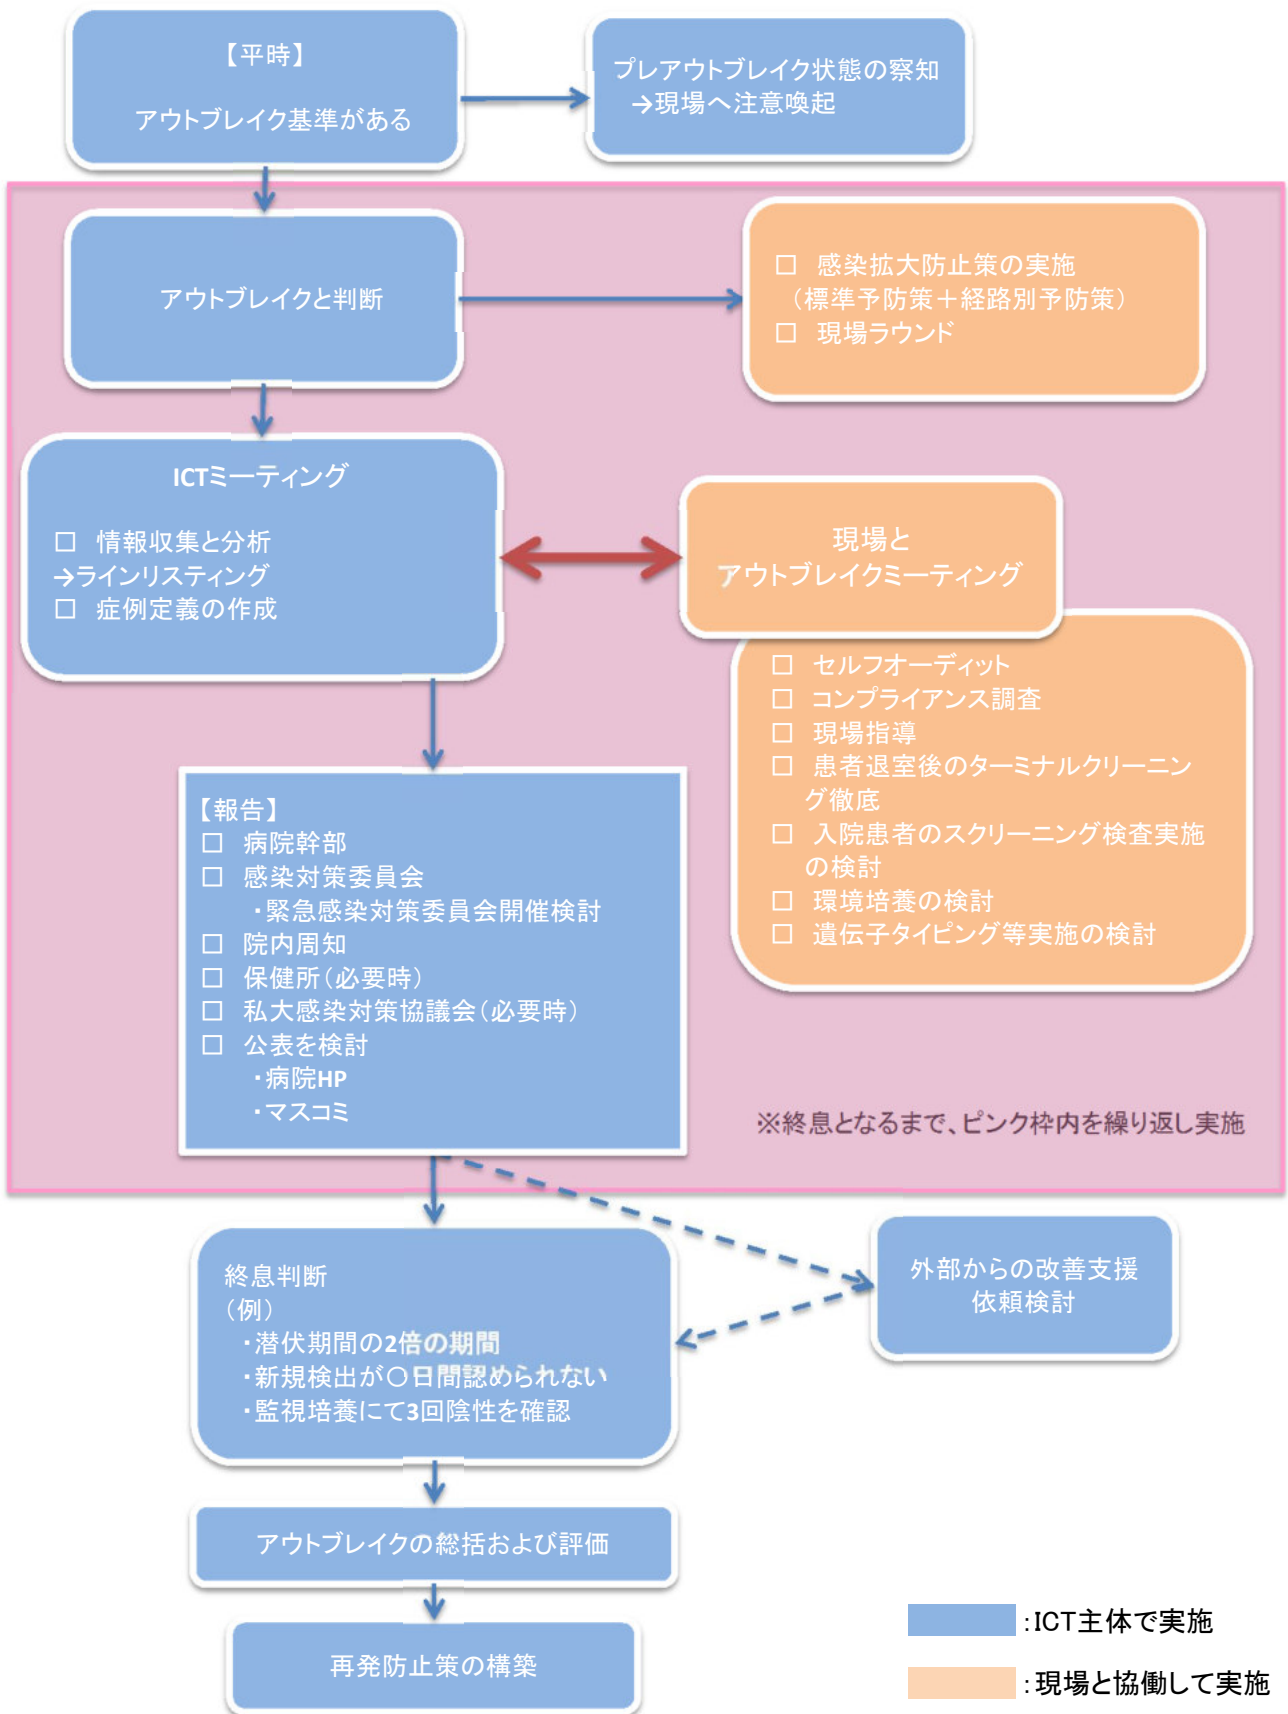 【平時】
アウトブレイク基準がある
プレアウトブレイク状態の察知
→現場へ注意喚起
アウトブレイクと判断
□ 感染拡大防止策の実施
（標準予防策＋経路別予防策）
□ 現場ラウンド
ICTミーティング
□ 情報収集と分析
→ラインリスティング
□ 症例定義の作成
現場と
アウトブレイクミーティング
□ セルフオーディット
□ コンプライアンス調査
□ 現場指導
□ 患者退室後のターミナルクリーニン
グ徹底
□ 入院患者のスクリーニング検査実施
の検討
□ 環境培養の検討
□ 遺伝子タイピング等実施の検討
【報告】
□ 病院幹部
□ 感染対策委員会
・緊急感染対策委員会開催検討
□ 院内周知
□ 保健所（必要時）
□ 私大感染対策協議会（必要時）
□ 公表を検討
・病院HP
・マスコミ
※終息となるまで、ピンク枠内を繰り返し実施
終息判断
（例）
・潜伏期間の2倍の期間
・新規検出が〇日間認められない
・監視培養にて3回陰性を確認
外部からの改善支援
依頼検討
アウトブレイクの総括および評価
再発防止策の構築
：ICT主体で実施
：現場と協働して実施